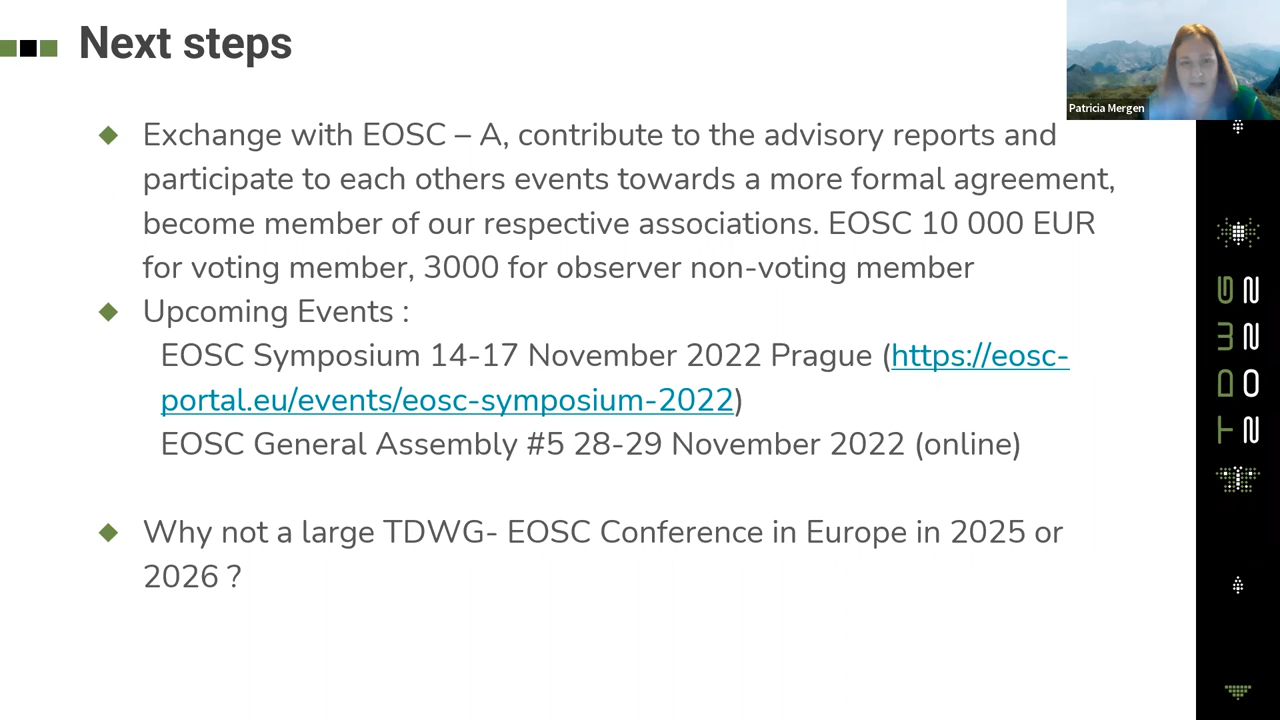 Next steps
Patricia Mergen
Exchange with EOSC – A, contribute to the advisory reports and
participate to each others events towards a more formal agreement,
become member of our respective associations. EOSC 10 000 EUR
for voting member, 3000 for observer non-voting member
Upcoming Events :
EOSC Symposium 14-17 November 2022 Prague (https://eosc-
portal.eu/events/eosc-symposium-2022)
EOSC General Assembly #5 28-29 November 2022 (online)
Why not a large TDWG- EOSC Conference in Europe in 2025 or
2026 ?
TDWG
2022